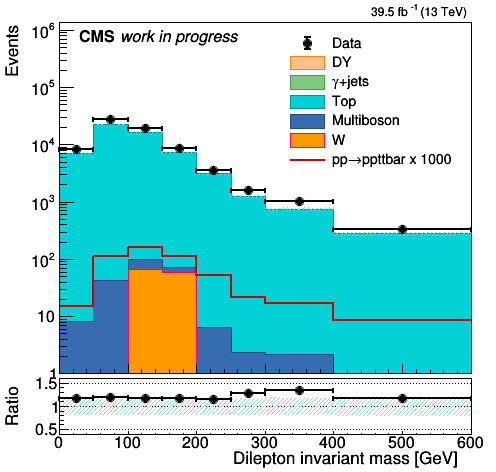 39.5 fb⁻¹ (13 TeV)
CMS work in progress
Events
10⁶
10⁵
10⁴
10³
10²
10
1
Data
DY
γ+jets
Top
Multiboson
W
pp→ppttbar x 1000
Ratio
1.5
1
0.5
0 100 200 300 400 500 600
Dilepton invariant mass [GeV]